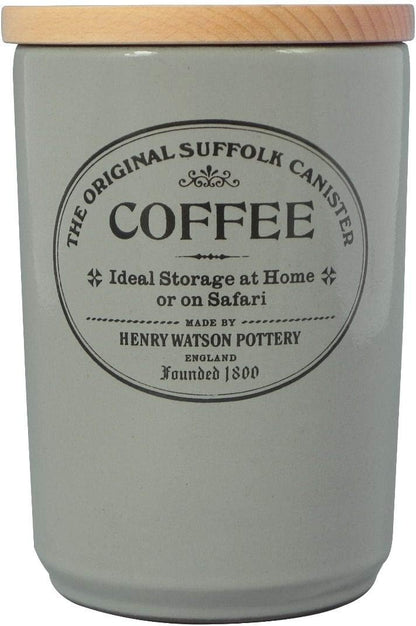 THE ORIGINAL SUFFOLK CANISTER
COFFEE
Ideal Storage at Home
or on Safari
MADE BY
HENRY WATSON POTTERY
ENGLAND
Founded 1800